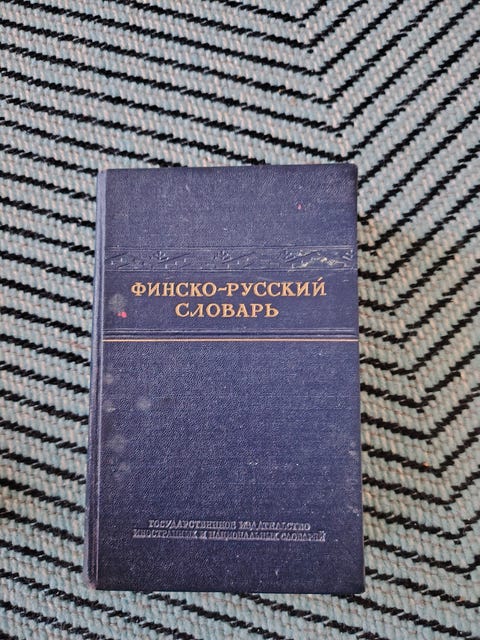 ФИНСКО-РУССКИЙ
СЛОВАРЬ
ГОСУДАРСТВЕННОЕ ИЗДАТЕЛЬСТВО
ИНОСТРАННЫХ И НАЦИОНАЛЬНЫХ СЛОВАРЕЙ